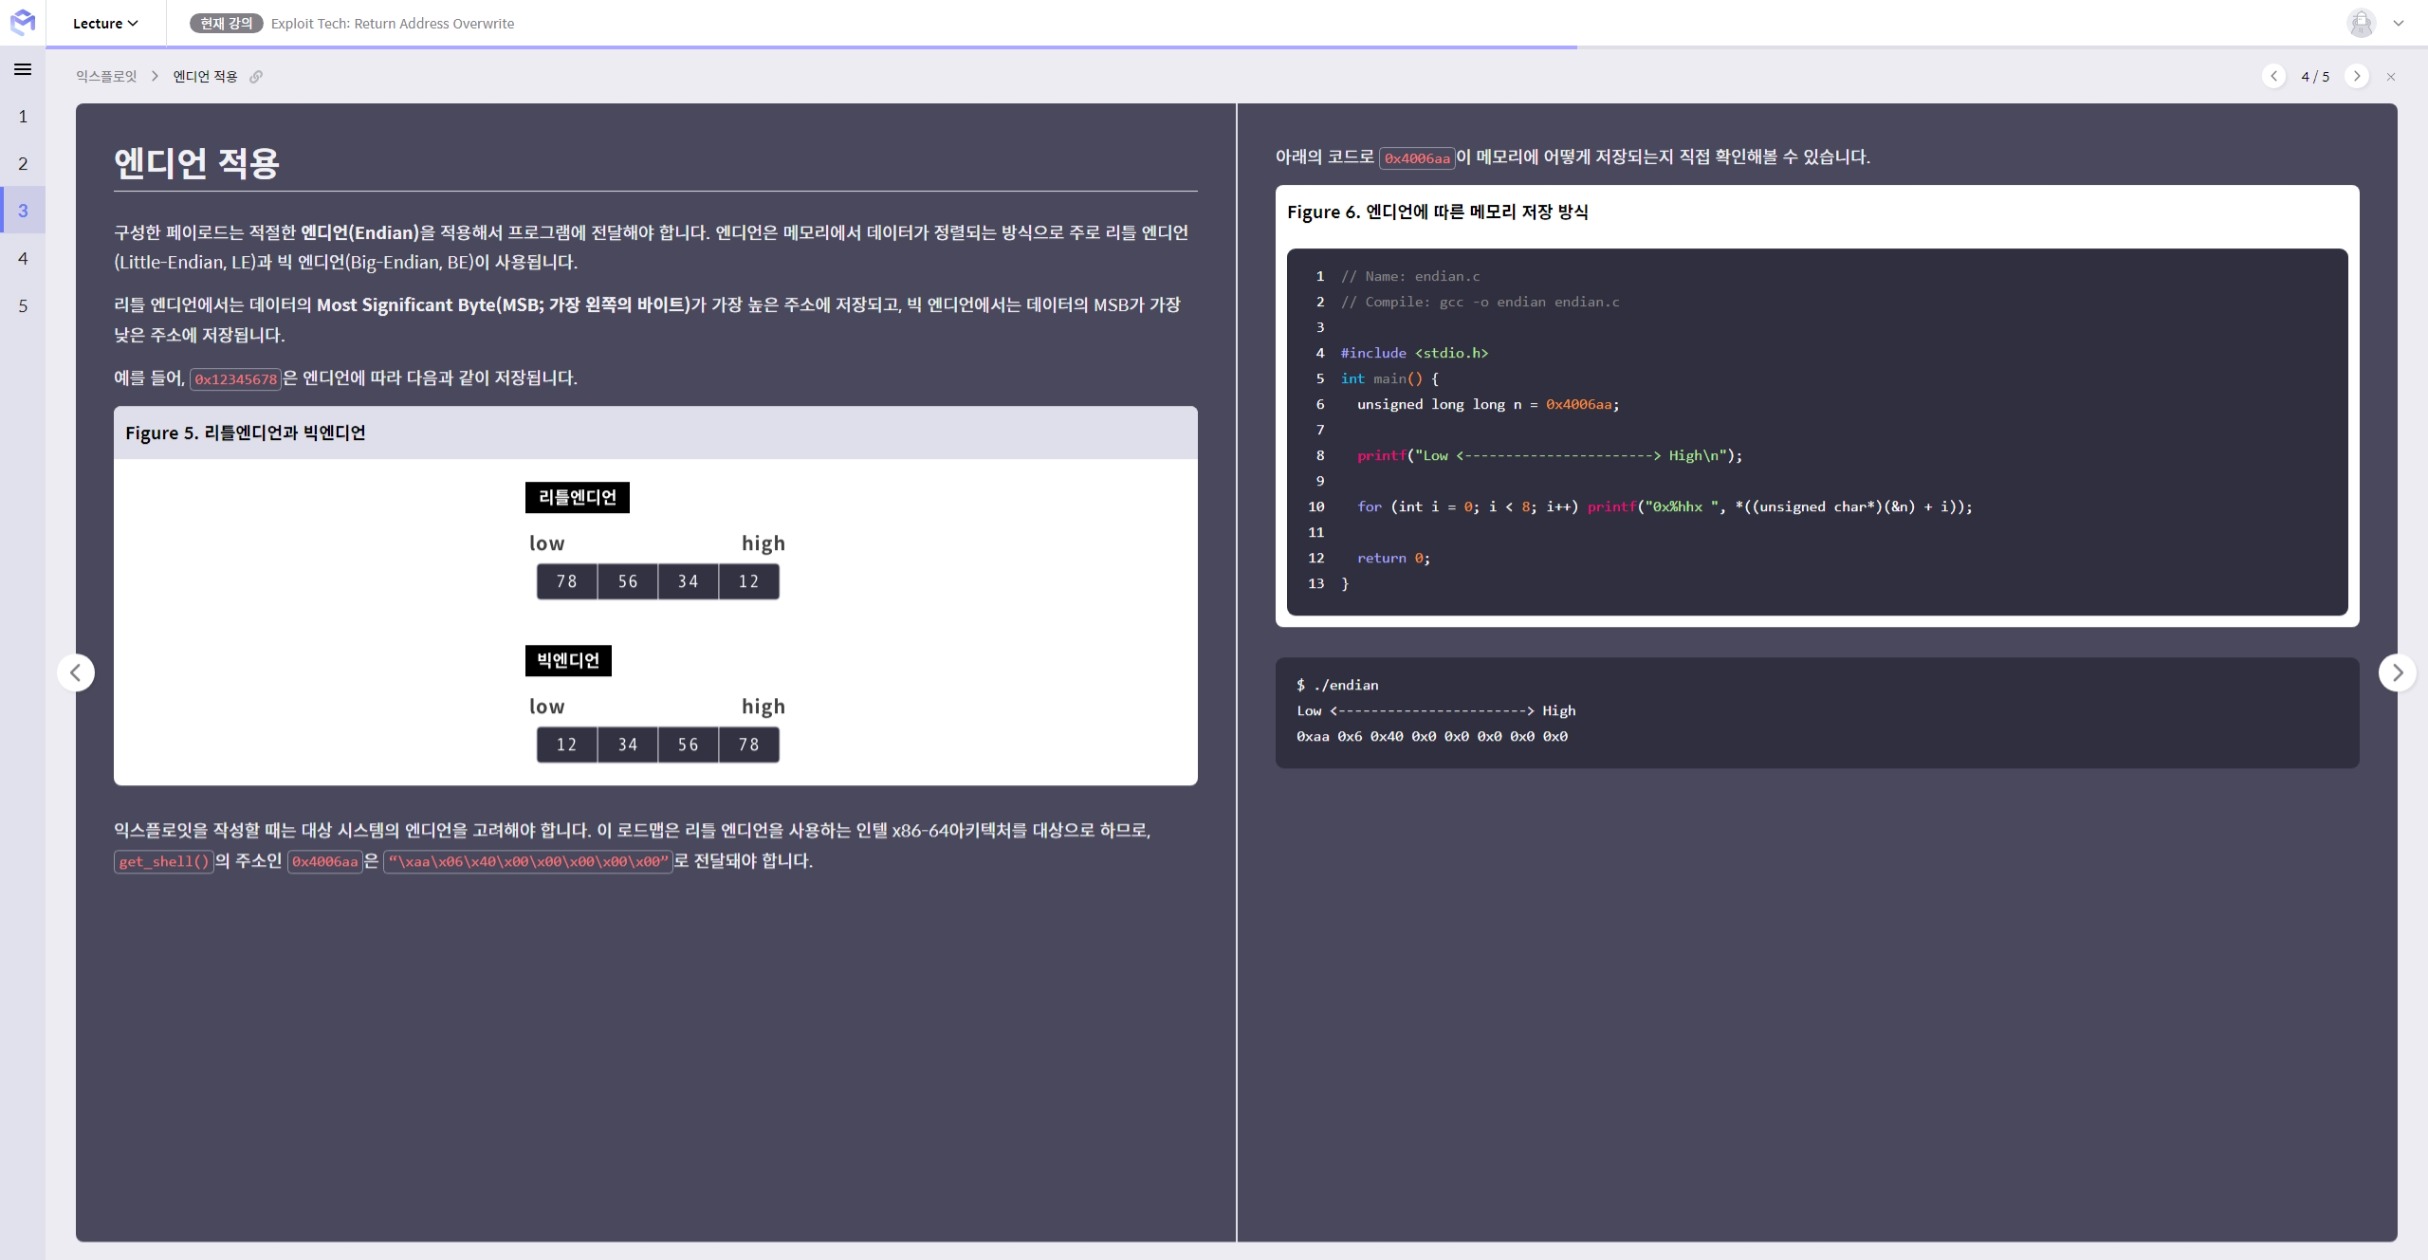 Lecture
현재 강의 Exploit Tech: Return Address Overwrite
익스플로잇 > 엔디언 적용
4 / 5
1
2
3
4
5
엔디언 적용
구성한 페이로드는 적절한 엔디언(Endian)을 적용해서 프로그램에 전달해야 합니다. 엔디언은 메모리에서 데이터가 정렬되는 방식으로 주로 리틀 엔디언
(Little-Endian, LE)과 빅 엔디언(Big-Endian, BE)이 사용됩니다.
리틀 엔디언에서는 데이터의 Most Significant Byte(MSB; 가장 왼쪽의 바이트)가 가장 높은 주소에 저장되고, 빅 엔디언에서는 데이터의 MSB가 가장
낮은 주소에 저장됩니다.
예를 들어, 0x12345678은 엔디언에 따라 다음과 같이 저장됩니다.
Figure 5. 리틀엔디언과 빅엔디언
리틀엔디언
low high
78 56 34 12
빅엔디언
low high
12 34 56 78
익스플로잇을 작성할 때는 대상 시스템의 엔디언을 고려해야 합니다. 이 로드맵은 리틀 엔디언을 사용하는 인텔 x86-64아키텍처를 대상으로 하므로,
get_shell()의 주소인 0x4006aa은 “\xaa\x06\x40\x00\x00\x00\x00\x00”로 전달돼야 합니다.
아래의 코드로 0x4006aa이 메모리에 어떻게 저장되는지 직접 확인해볼 수 있습니다.
Figure 6. 엔디언에 따른 메모리 저장 방식
1 // Name: endian.c
2 // Compile: gcc -o endian endian.c
3
4 #include <stdio.h>
5 int main() {
6 unsigned long long n = 0x4006aa;
7
8 printf("Low <-----------------------> High\n");
9
10 for (int i = 0; i < 8; i++) printf("0x%hhx ", *((unsigned char*)(&n) + i));
11
12 return 0;
13 }
$ ./endian
Low <-----------------------> High
0xaa 0x6 0x40 0x0 0x0 0x0 0x0 0x0